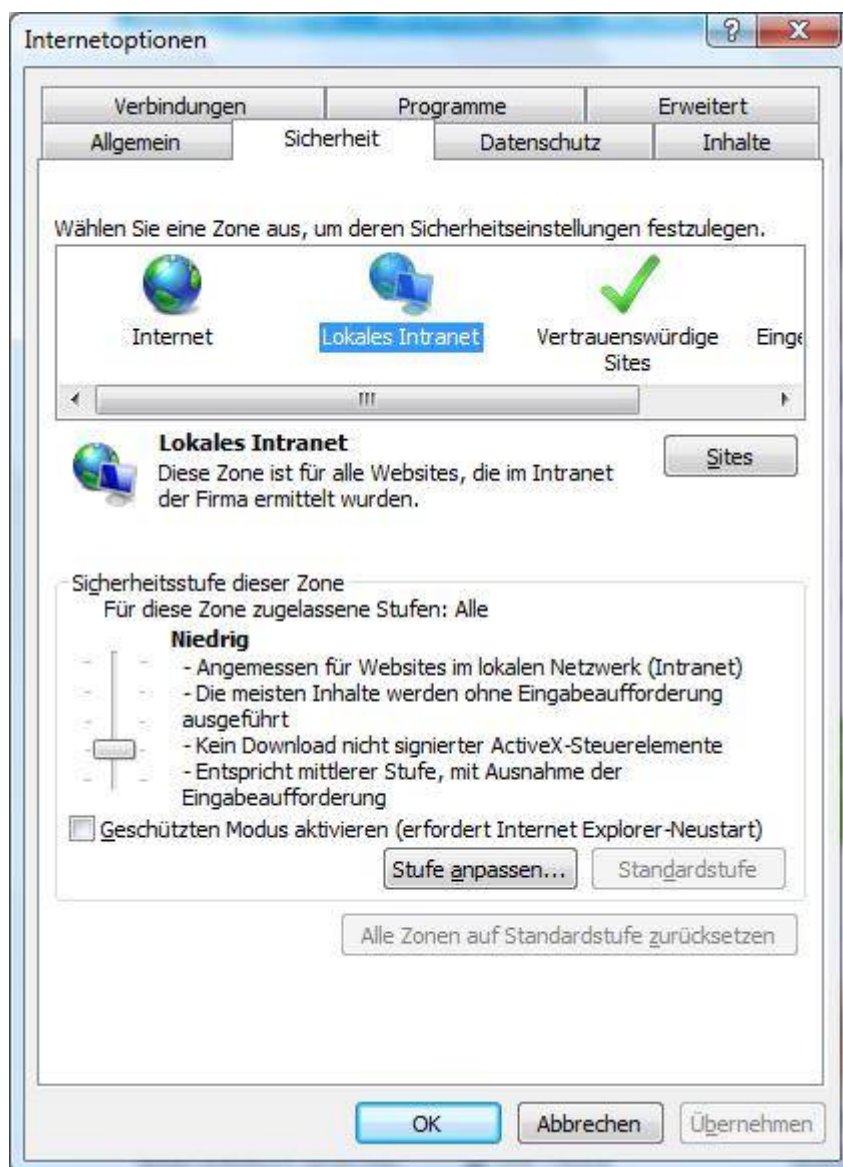 Internetoptionen
Verbindungen Programme Erweitert
Allgemein Sicherheit Datenschutz Inhalte
Wählen Sie eine Zone aus, um deren Sicherheitseinstellungen festzulegen.
Internet Lokales Intranet Vertrauenswürdige Sites Einge
Lokales Intranet
Diese Zone ist für alle Websites, die im Intranet
der Firma ermittelt wurden.
Sites
Sicherheitsstufe dieser Zone
Für diese Zone zugelassene Stufen: Alle
Niedrig
- Angemessen für Websites im lokalen Netzwerk (Intranet)
- Die meisten Inhalte werden ohne Eingabeaufforderung
ausgeführt
- Kein Download nicht signierter ActiveX-Steuerelemente
- Entspricht mittlerer Stufe, mit Ausnahme der
Eingabeaufforderung
Geschützten Modus aktivieren (erfordert Internet Explorer-Neustart)
Stufe anpassen... Standardstufe
Alle Zonen auf Standardstufe zurücksetzen
OK Abbrechen Übernehmen